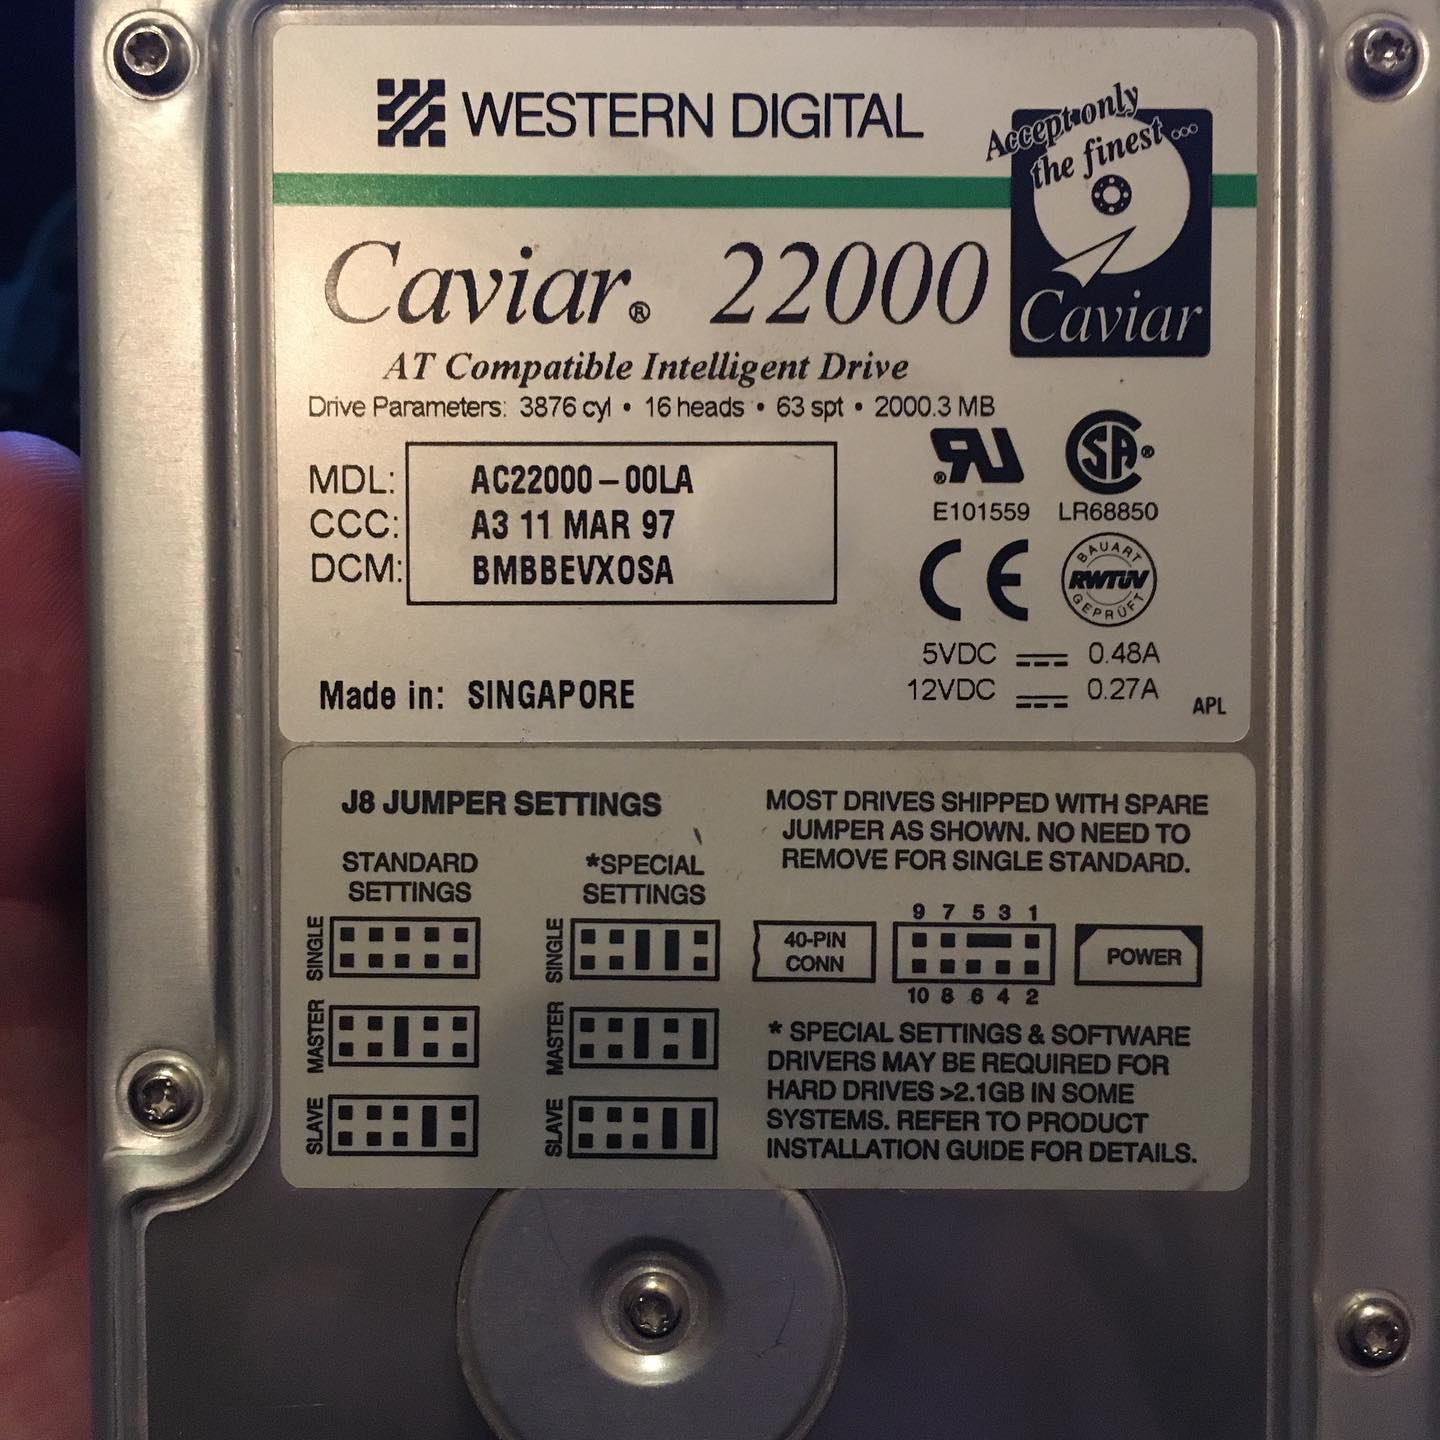 WESTERN DIGITAL
Accept only
the finest ...
Caviar
Caviar® 22000
AT Compatible Intelligent Drive
Drive Parameters: 3876 cyl • 16 heads • 63 spt • 2000.3 MB
MDL: AC22000-00LA
CCC: A3 11 MAR 97
DCM: BMBBEVX0SA
RU®
E101559
SA®
LR68850
CE
BAUART
RWTÜV
GEPRÜFT
5VDC 0.48A
12VDC 0.27A
APL
Made in: SINGAPORE
J8 JUMPER SETTINGS
STANDARD
SETTINGS
SINGLE
MASTER
SLAVE
*SPECIAL
SETTINGS
SINGLE
MASTER
SLAVE
MOST DRIVES SHIPPED WITH SPARE
JUMPER AS SHOWN. NO NEED TO
REMOVE FOR SINGLE STANDARD.
9 7 5 3 1
40-PIN
CONN
POWER
10 8 6 4 2
* SPECIAL SETTINGS & SOFTWARE
DRIVERS MAY BE REQUIRED FOR
HARD DRIVES >2.1GB IN SOME
SYSTEMS. REFER TO PRODUCT
INSTALLATION GUIDE FOR DETAILS.